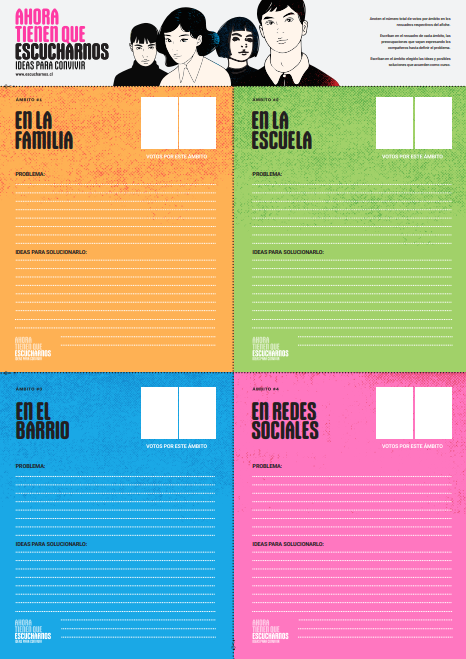 AHORA
TIENEN QUE
ESCUCHARNOS
IDEAS PARA CONVIVIR
www.escucharnos.cl
Anoten el número total de votos por ámbito en los
recuadros respectivos del afiche.
Escriban en el recuadro de cada ámbito, las
preocupaciones que vayan expresando los
compañeros hasta definir el problema.
Escriban en el ámbito elegido las ideas y posibles
soluciones que acuerden como curso.
ÁMBITO #1
EN LA
FAMILIA
VOTOS POR ESTE ÁMBITO
PROBLEMA:
IDEAS PARA SOLUCIONARLO:
AHORA
TIENEN QUE
ESCUCHARNOS
IDEAS PARA CONVIVIR
ÁMBITO #2
EN LA
ESCUELA
VOTOS POR ESTE ÁMBITO
PROBLEMA:
IDEAS PARA SOLUCIONARLO:
AHORA
TIENEN QUE
ESCUCHARNOS
IDEAS PARA CONVIVIR
ÁMBITO #3
EN EL
BARRIO
VOTOS POR ESTE ÁMBITO
PROBLEMA:
IDEAS PARA SOLUCIONARLO:
AHORA
TIENEN QUE
ESCUCHARNOS
IDEAS PARA CONVIVIR
ÁMBITO #4
EN REDES
SOCIALES
VOTOS POR ESTE ÁMBITO
PROBLEMA:
IDEAS PARA SOLUCIONARLO:
AHORA
TIENEN QUE
ESCUCHARNOS
IDEAS PARA CONVIVIR